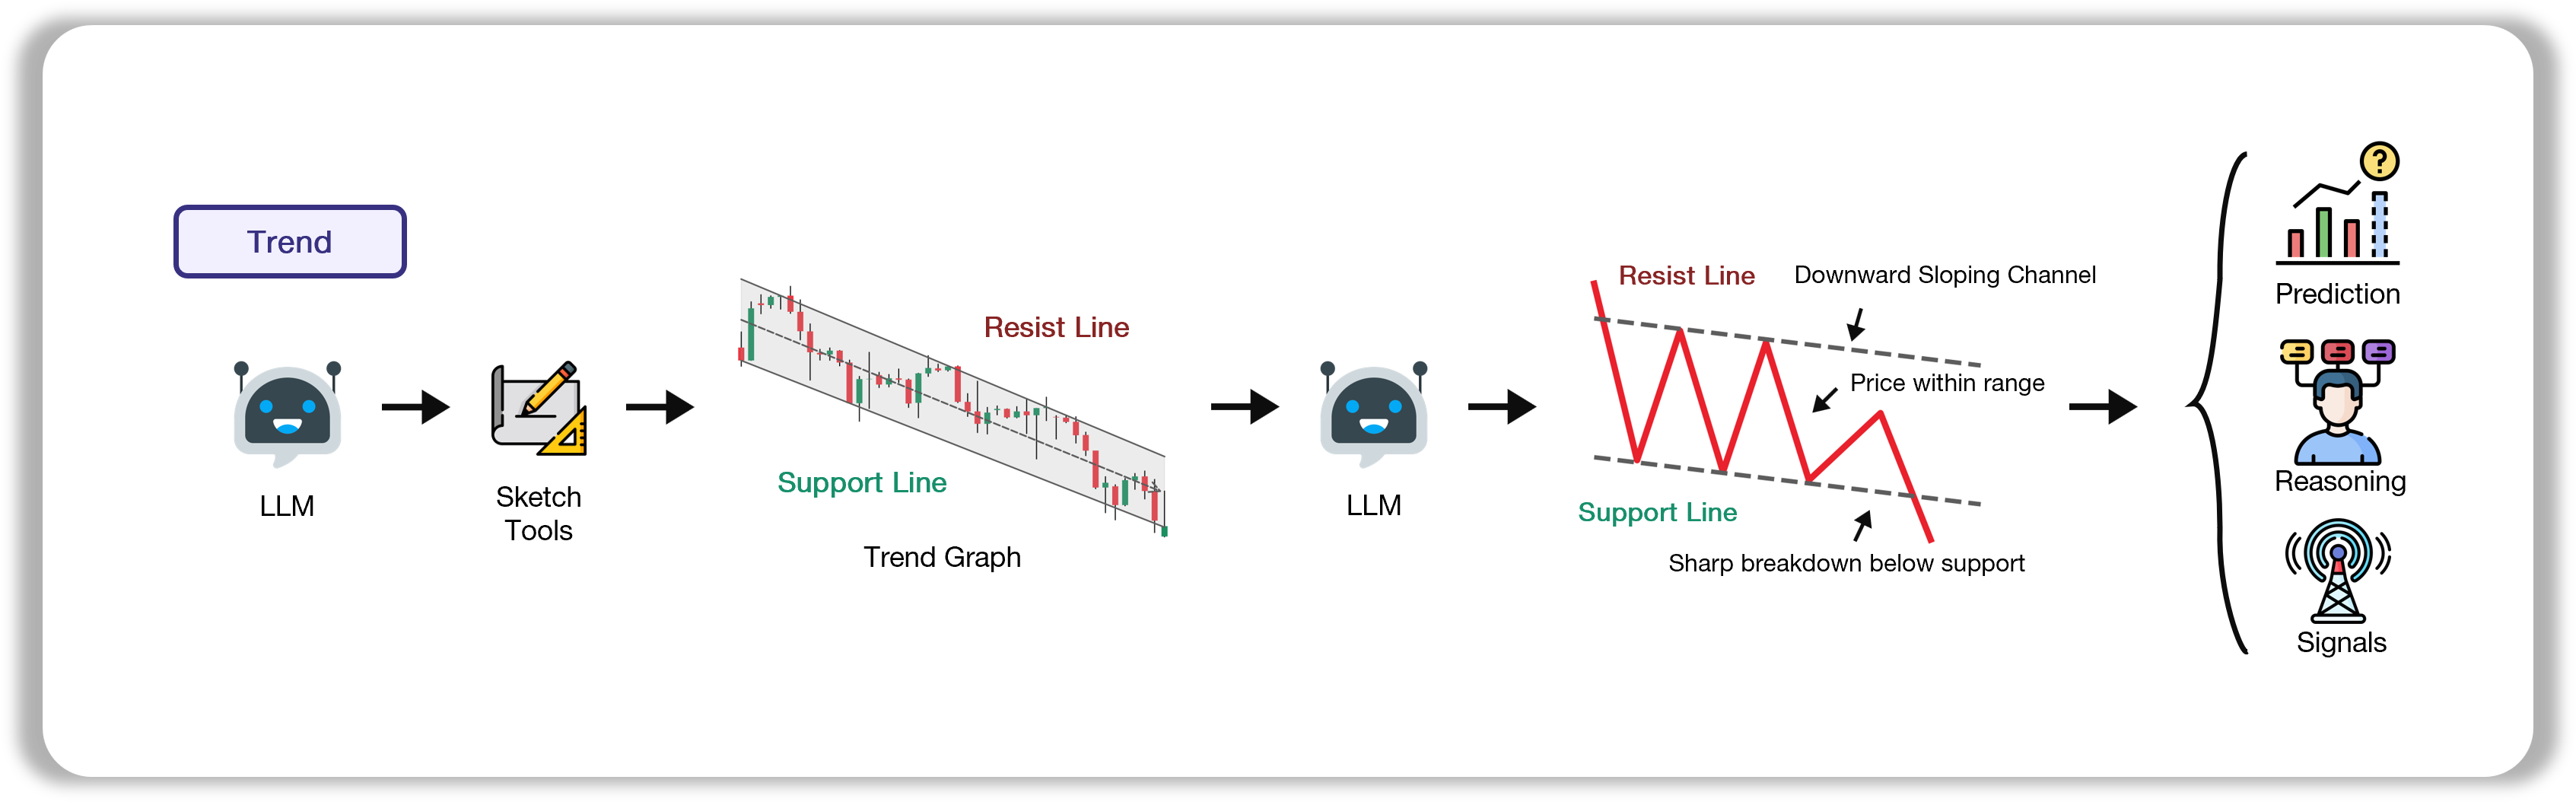 Trend
LLM
Sketch
Tools
Resist Line
Support Line
Trend Graph
LLM
Resist Line
Downward Sloping Channel
Price within range
Support Line
Sharp breakdown below support
?
Prediction
Reasoning
Signals